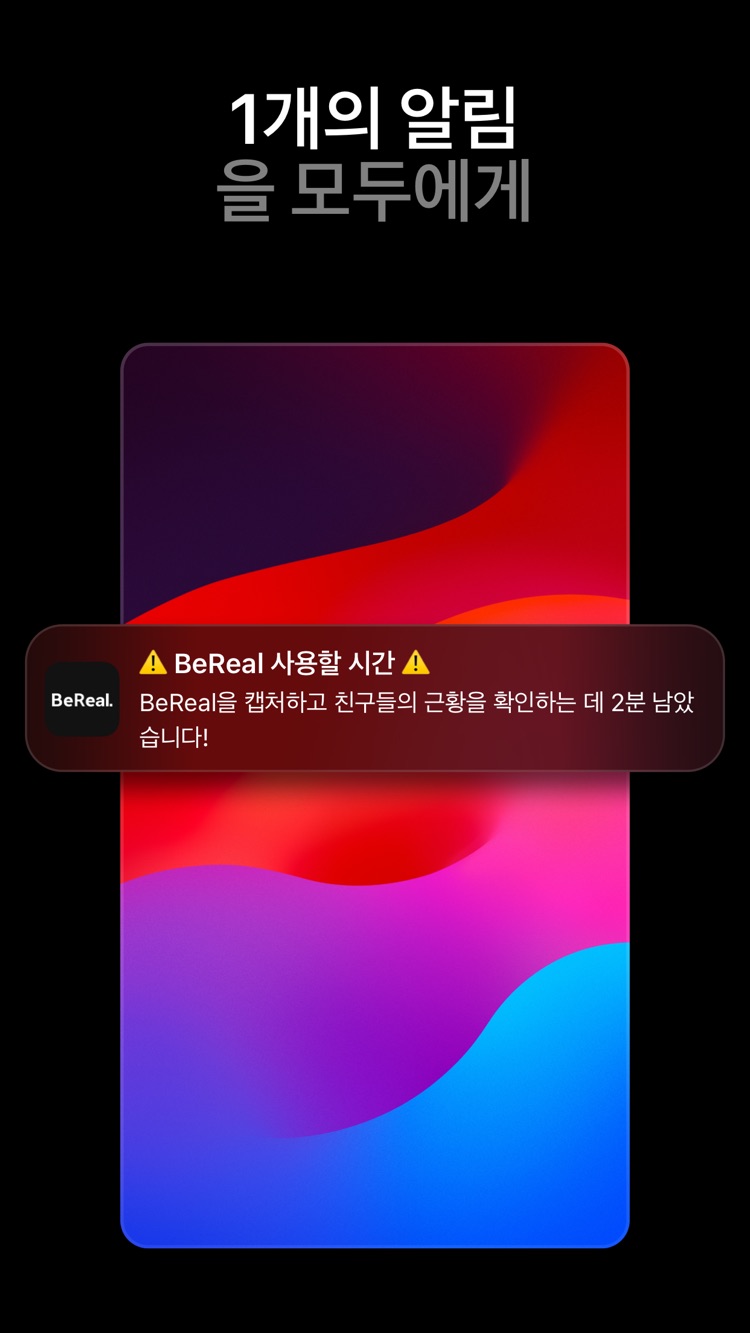 1개의 알림
을 모두에게
⚠️ BeReal 사용할 시간 ⚠️
BeReal.
BeReal을 캡처하고 친구들의 근황을 확인하는 데 2분 남았
습니다!